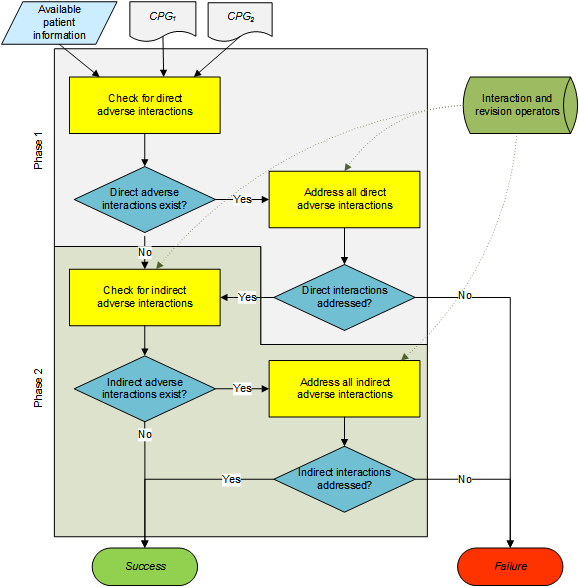 Available
patient
information
CPG₁
CPG₂
Check for direct
adverse interactions
Interaction and
revision operators
Phase 1
Direct adverse
interactions exist?
Yes
Address all direct
adverse interactions
No
Check for indirect
adverse interactions
Yes
Direct interactions
addressed?
No
Phase 2
Indirect adverse
interactions exist?
Yes
Address all indirect
adverse interactions
No
Yes
Indirect interactions
addressed?
No
Success
Failure